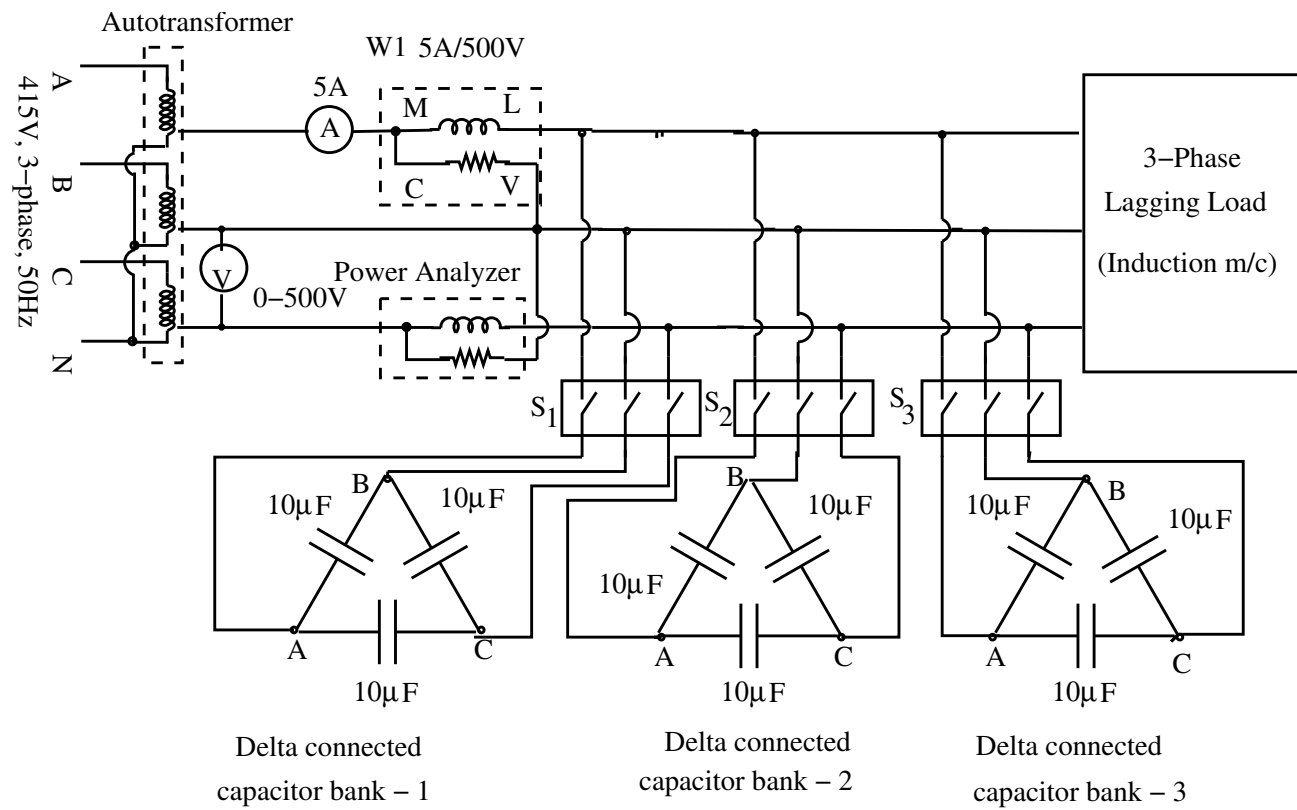 Autotransformer
W1 5A/500V
415V, 3−phase, 50Hz
A
B
C
N
5A
A
M
L
C
V
V
0−500V
Power Analyzer
3−Phase
Lagging Load
(Induction m/c)
S1
S2
S3
B
10μF
10μF
A
C
10μF
B
10μF
10μF
A
C
10μF
B
10μF
10μF
A
C
10μF
Delta connected
capacitor bank − 1
Delta connected
capacitor bank − 2
Delta connected
capacitor bank − 3